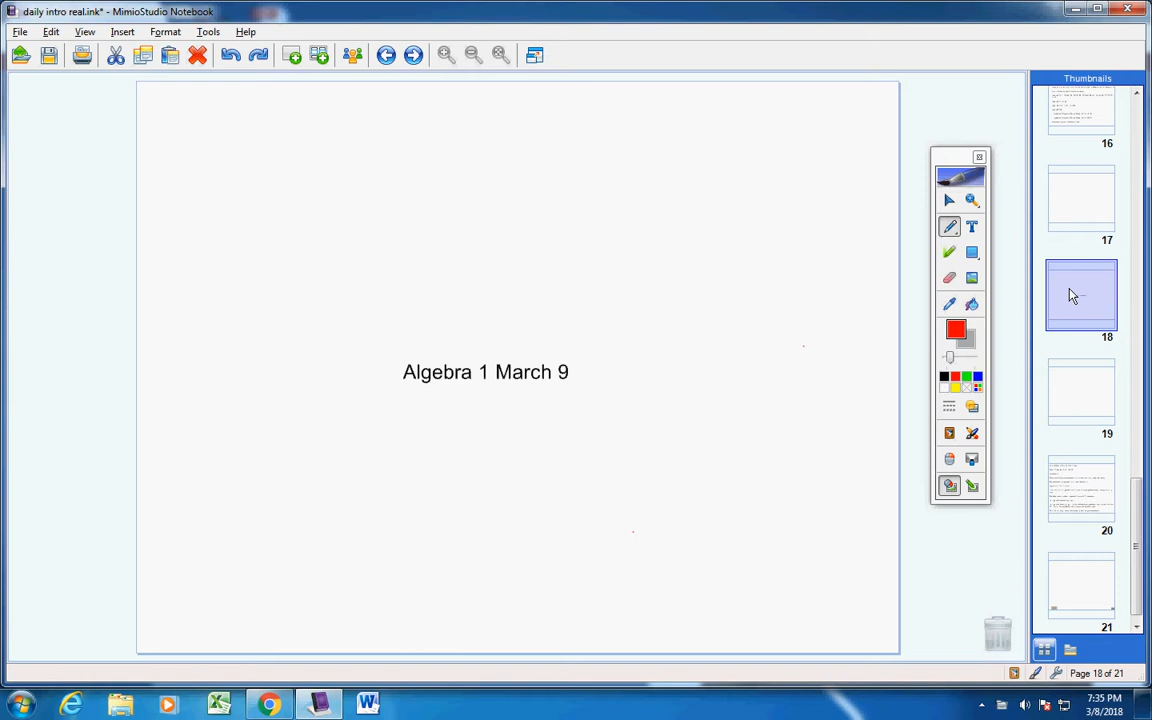 daily intro real.ink* - MimioStudio Notebook
File Edit View Insert Format Tools Help
Thumbnails
16
17
18
19
20
21
Algebra 1 March 9
Page 18 of 21
7:35 PM
3/8/2018